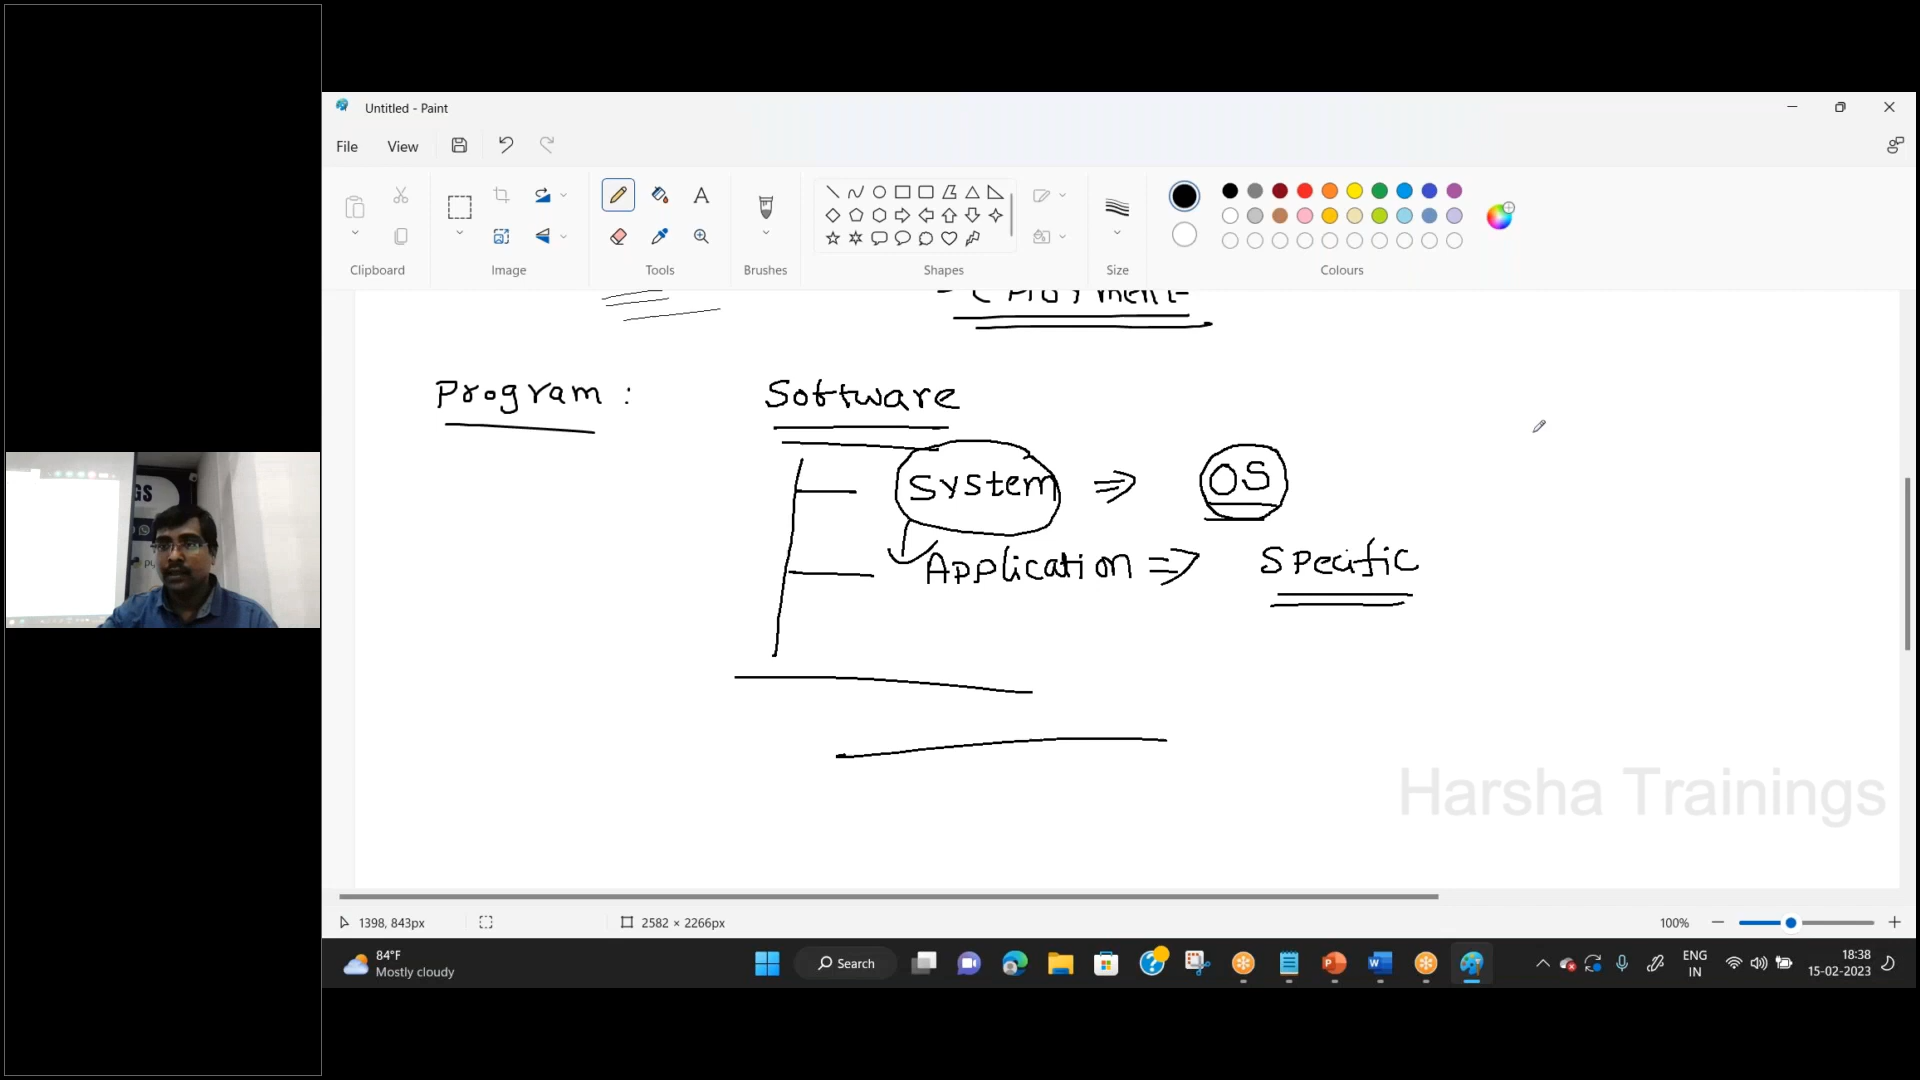 Untitled - Paint
File View
Clipboard Image Tools Brushes Shapes Size Colours
Program : Software
System ⇒ OS
Application ⇒ Specific
Harsha Trainings
1398, 843px 2582 × 2266px 100%
84°F
Mostly cloudy
Search
ENG
IN
18:38
15-02-2023